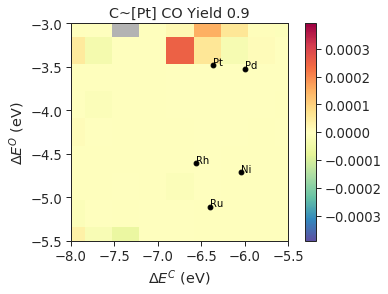 C~[Pt] CO Yield 0.9
−3.0
−3.5
−4.0
−4.5
−5.0
−5.5
ΔE^O (eV)
Pt
Pd
Rh
Ni
Ru
−8.0 −7.5 −7.0 −6.5 −6.0 −5.5
ΔE^C (eV)
0.0003
0.0002
0.0001
0.0000
−0.0001
−0.0002
−0.0003